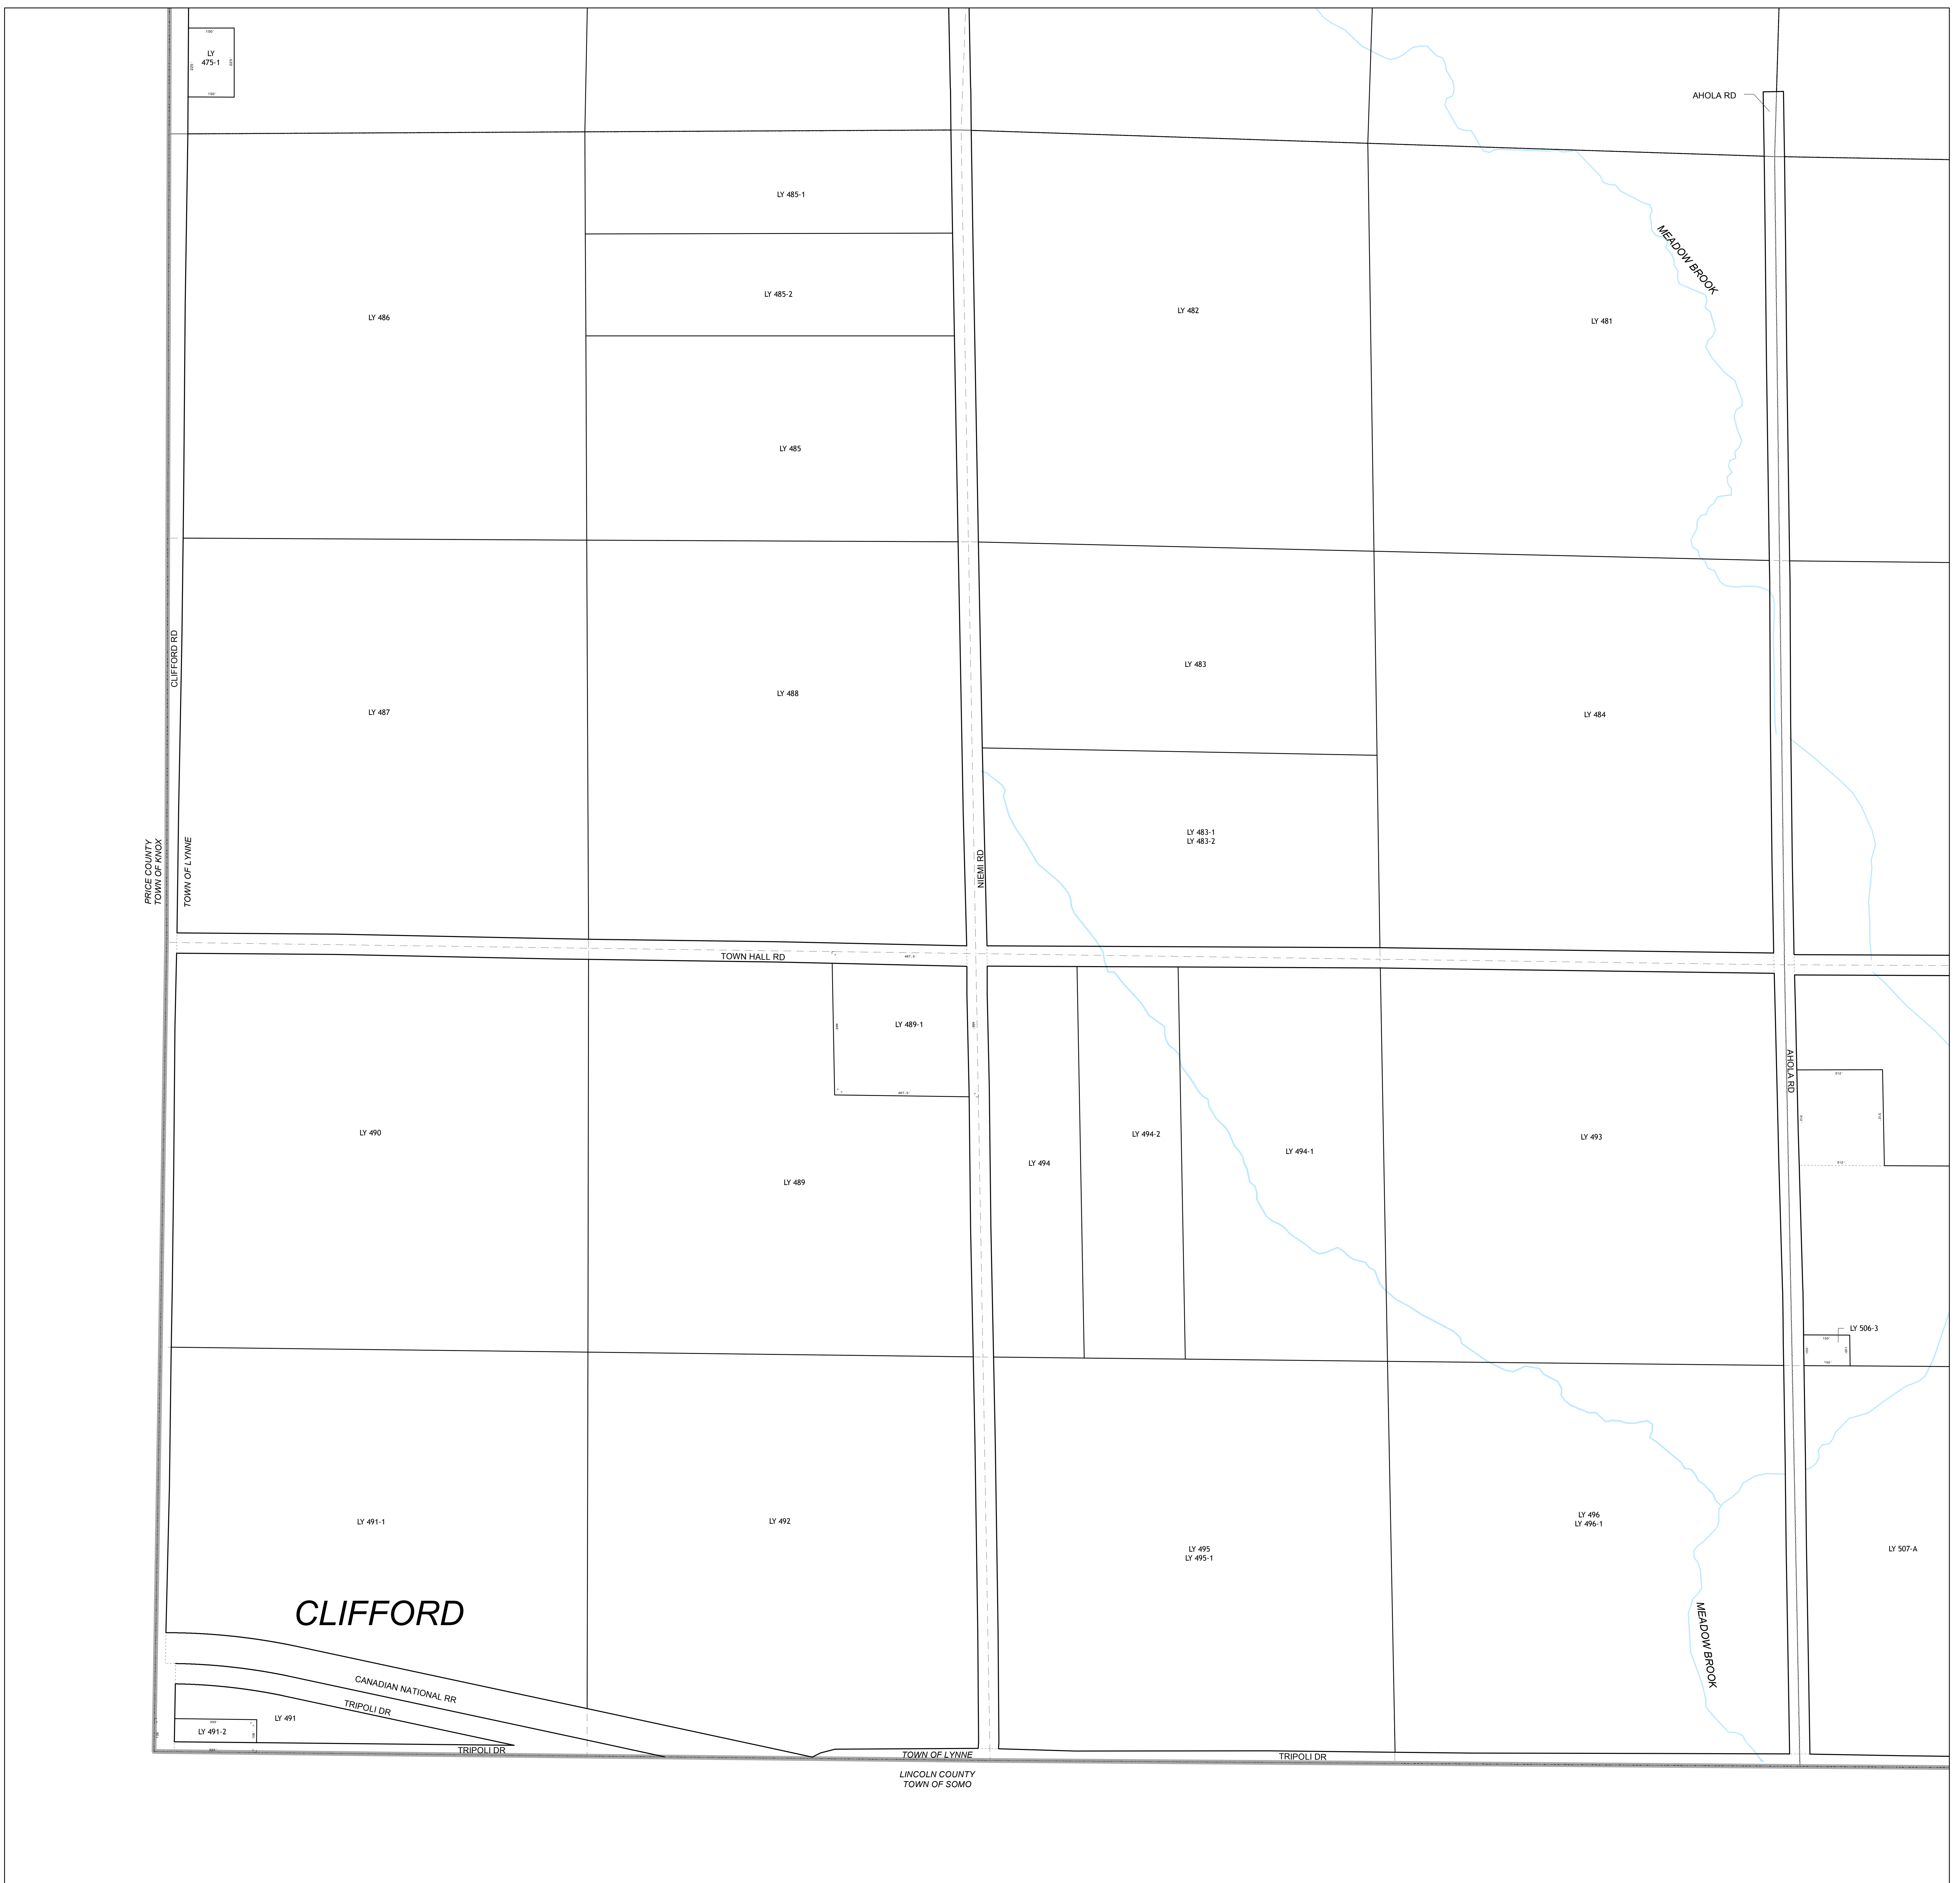 100'
LY
475-1
100'
AHOLA RD
LY 485-1
MEADOW BROOK
LY 485-2
LY 482
LY 486
LY 481
LY 485
CLIFFORD RD
LY 483
LY 488
LY 487
LY 484
LY 483-1
LY 483-2
PRICE COUNTY
TOWN OF KNOX
TOWN OF LYNNE
NIEMI RD
TOWN HALL RD
LY 489-1
AHOLA RD
LY 490
LY 494-2
LY 493
LY 494-1
LY 494
LY 489
LY 506-3
LY 496
LY 496-1
LY 491-1
LY 492
LY 495
LY 495-1
LY 507-A
CLIFFORD
MEADOW BROOK
CANADIAN NATIONAL RR
TRIPOLI DR
LY 491
LY 491-2
TRIPOLI DR
TOWN OF LYNNE
TRIPOLI DR
LINCOLN COUNTY
TOWN OF SOMO